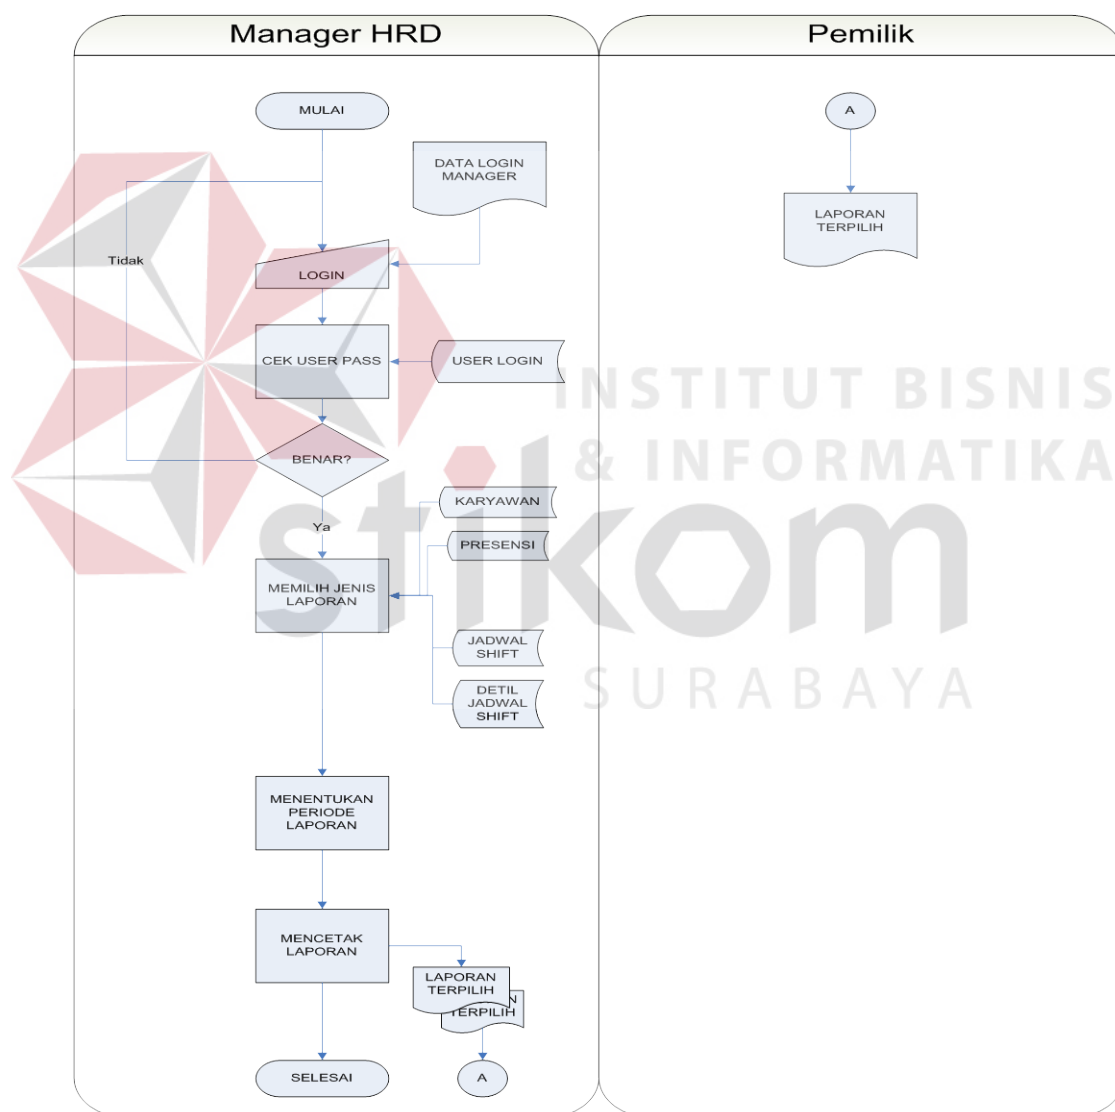 Manager HRD
Pemilik
MULAI
A
DATA LOGIN
MANAGER
LAPORAN
TERPILIH
Tidak
LOGIN
CEK USER PASS
USER LOGIN
INSTITUT BISNIS
& INFORMATIKA
BENAR?
KARYAWAN
Ya
stikom
PRESENSI
MEMILIH JENIS
LAPORAN
JADWAL
SHIFT
SURABAYA
DETIL
JADWAL
SHIFT
MENENTUKAN
PERIODE
LAPORAN
MENCETAK
LAPORAN
LAPORAN
TERPILIH
N
TERPILIH
SELESAI
A